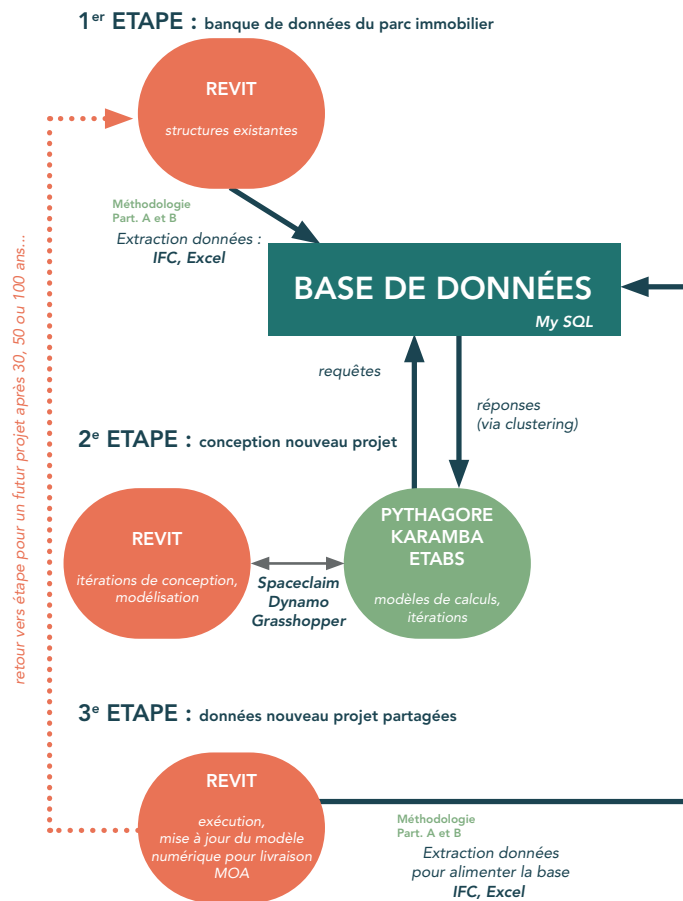 1er ETAPE : banque de données du parc immobilier
REVIT
structures existantes
Méthodologie
Part. A et B
Extraction données :
IFC, Excel
BASE DE DONNÉES
My SQL
requêtes
réponses
(via clustering)
2e ETAPE : conception nouveau projet
REVIT
itérations de conception,
modélisation
Spaceclaim
Dynamo
Grasshopper
PYTHAGORE
KARAMBA
ETABS
modèles de calculs,
itérations
retour vers étape pour un futur projet après 30, 50 ou 100 ans...
3e ETAPE : données nouveau projet partagées
REVIT
exécution,
mise à jour du modèle
numérique pour livraison
MOA
Méthodologie
Part. A et B
Extraction données
pour alimenter la base
IFC, Excel